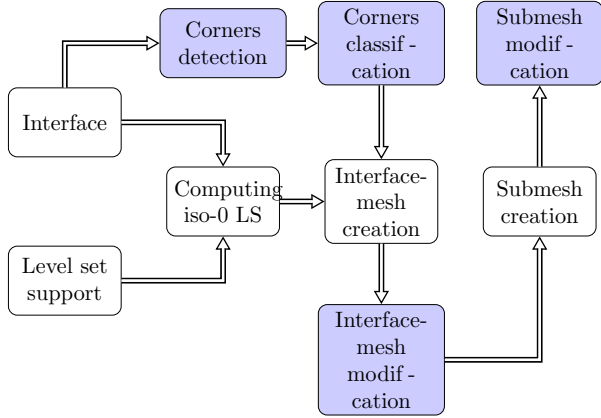 Corners
detection
Corners
classif -
cation
Submesh
modif -
cation
Interface
Computing
iso-0 LS
Interface-
mesh
creation
Submesh
creation
Level set
support
Interface-
mesh
modif -
cation